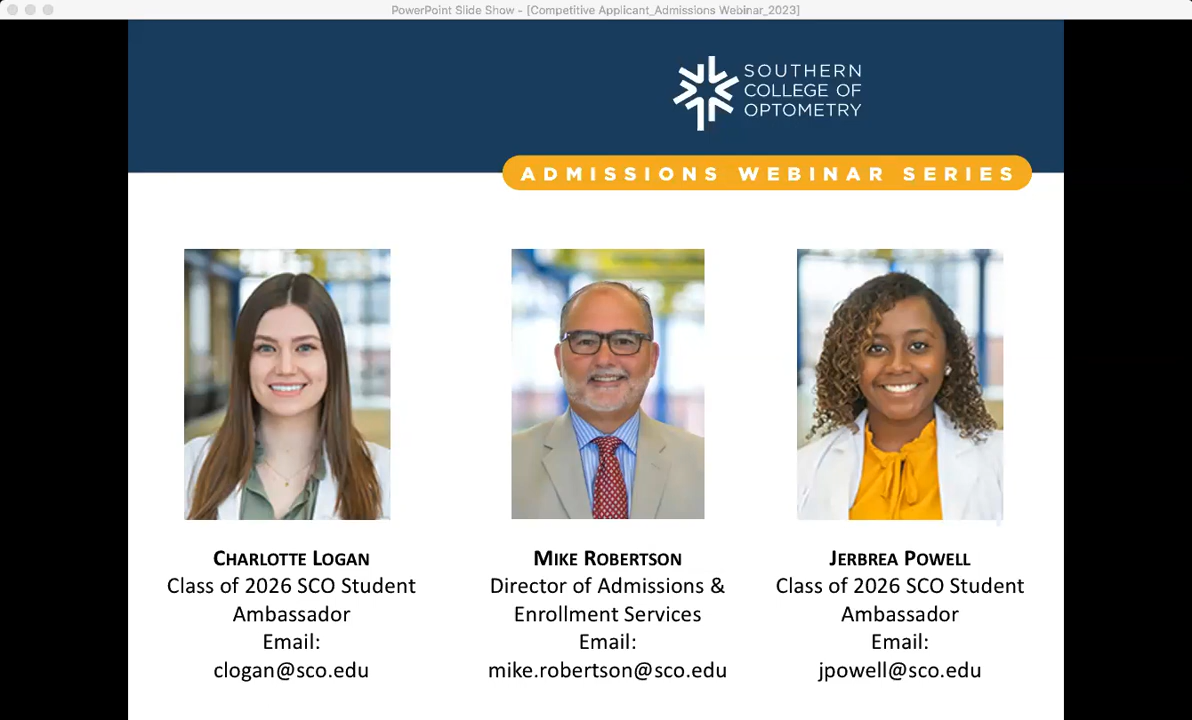 PowerPoint Slide Show - [Competitive Applicant_Admissions Webinar_2023]
SOUTHERN
COLLEGE OF
OPTOMETRY
ADMISSIONS WEBINAR SERIES
CHARLOTTE LOGAN
Class of 2026 SCO Student
Ambassador
Email:
clogan@sco.edu
MIKE ROBERTSON
Director of Admissions &
Enrollment Services
Email:
mike.robertson@sco.edu
JERBREA POWELL
Class of 2026 SCO Student
Ambassador
Email:
jpowell@sco.edu